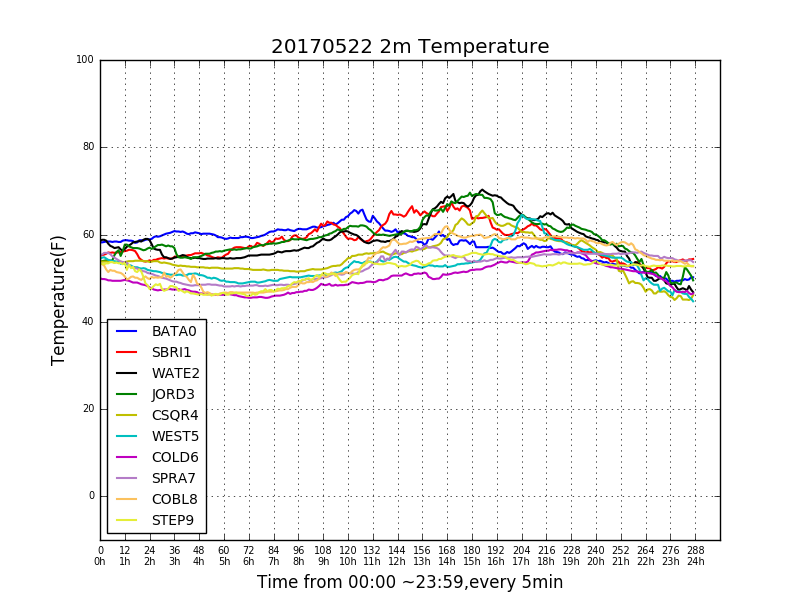 20170522 2m Temperature
100
80
60
40
20
0
Temperature(F)
BATA0
SBRI1
WATE2
JORD3
CSQR4
WEST5
COLD6
SPRA7
COBL8
STEP9
0 12 24 36 48 60 72 84 96 108 120 132 144 156 168 180 192 204 216 228 240 252 264 276 288
0h 1h 2h 3h 4h 5h 6h 7h 8h 9h 10h 11h 12h 13h 14h 15h 16h 17h 18h 19h 20h 21h 22h 23h 24h
Time from 00:00 ~23:59,every 5min